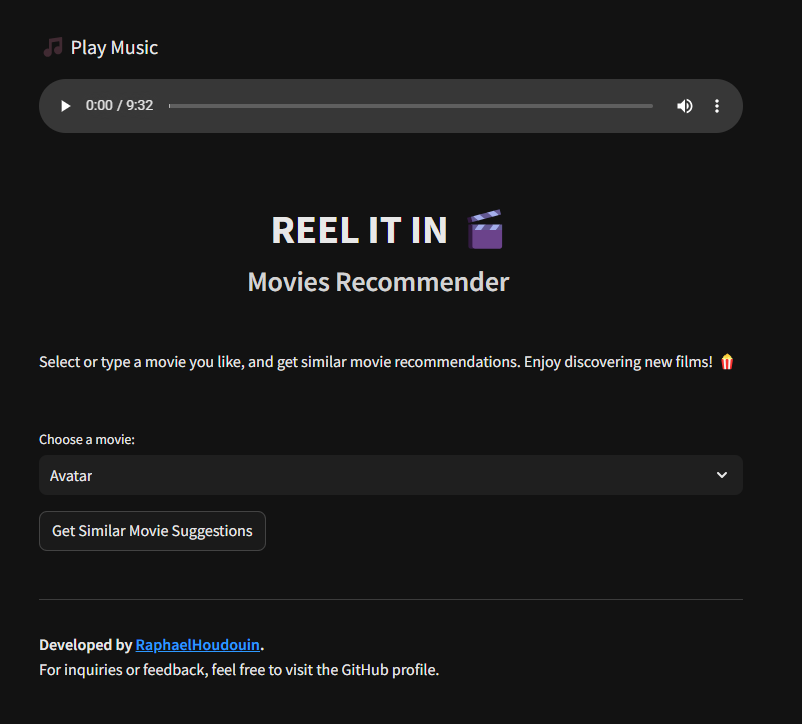 🎵 Play Music
0:00 / 9:32
REEL IT IN 🎬
Movies Recommender
Select or type a movie you like, and get similar movie recommendations. Enjoy discovering new films! 🍿
Choose a movie:
Avatar
Get Similar Movie Suggestions
Developed by RaphaelHoudouin.
For inquiries or feedback, feel free to visit the GitHub profile.